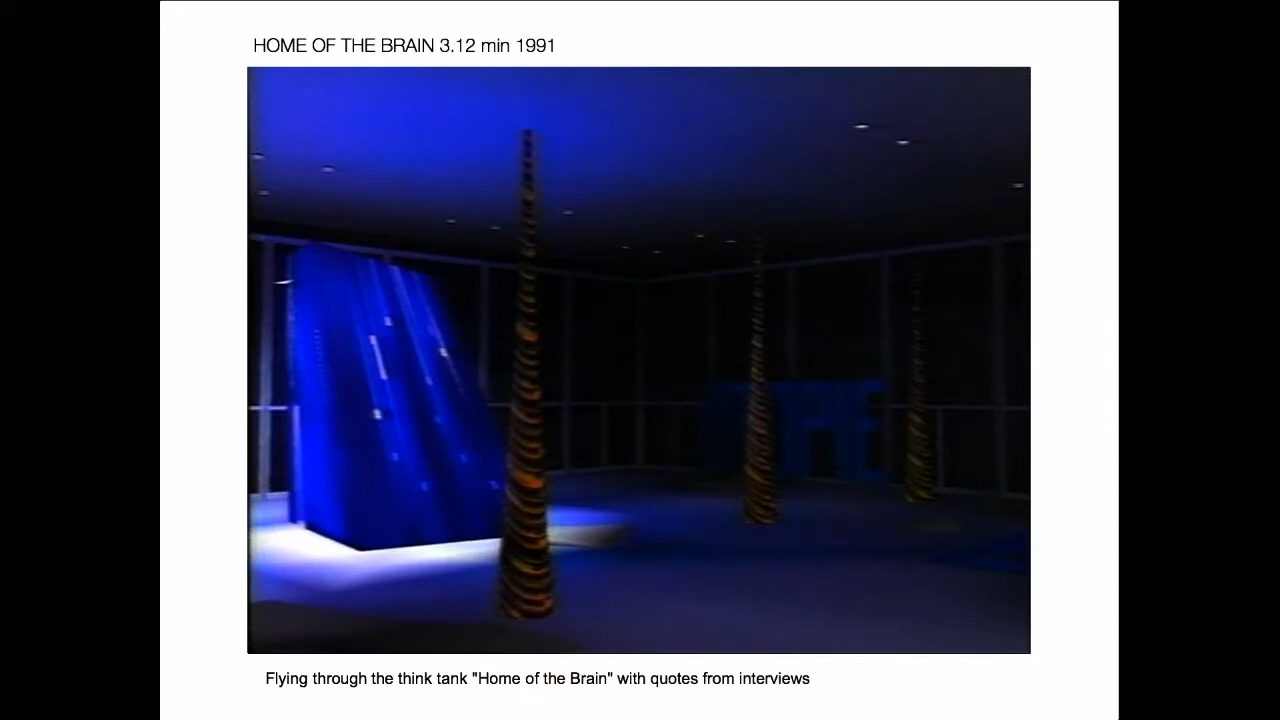 HOME OF THE BRAIN 3.12 min 1991
Flying through the think tank "Home of the Brain" with quotes from interviews